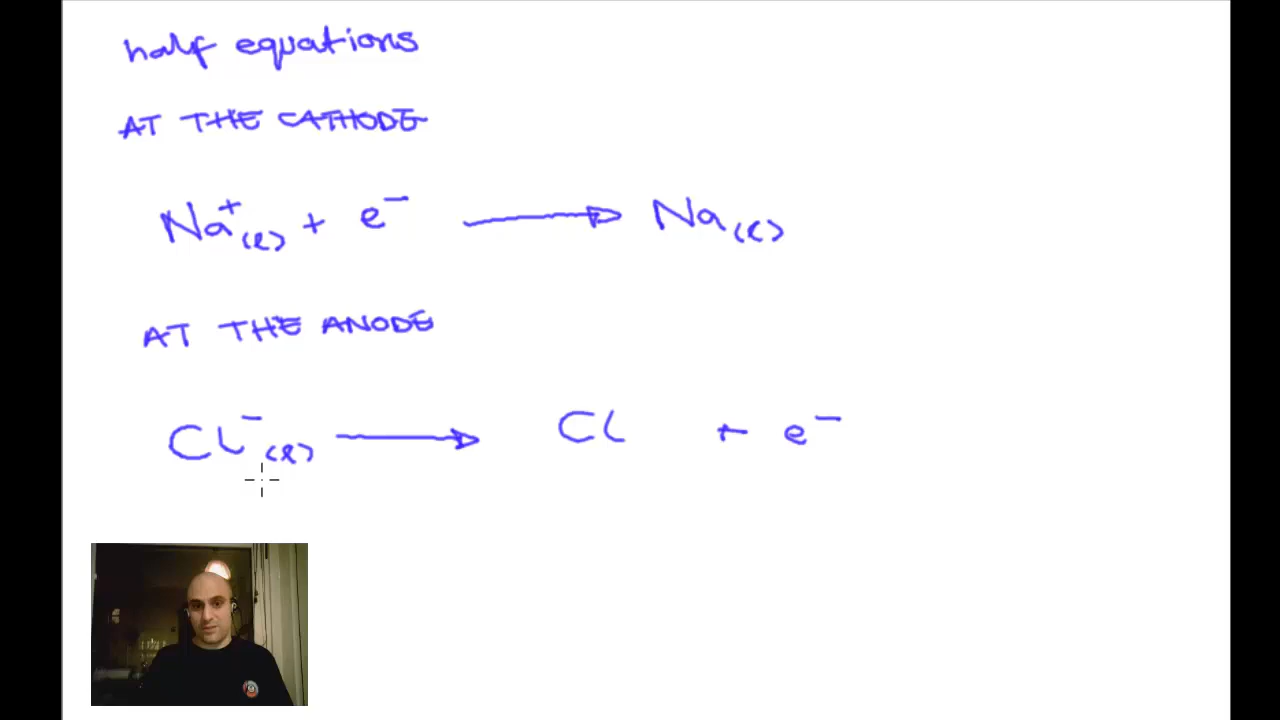 half equations
AT THE CATHODE
Na⁺(l) + e⁻ → Na(l)
AT THE ANODE
Cl⁻(l) → Cl + e⁻